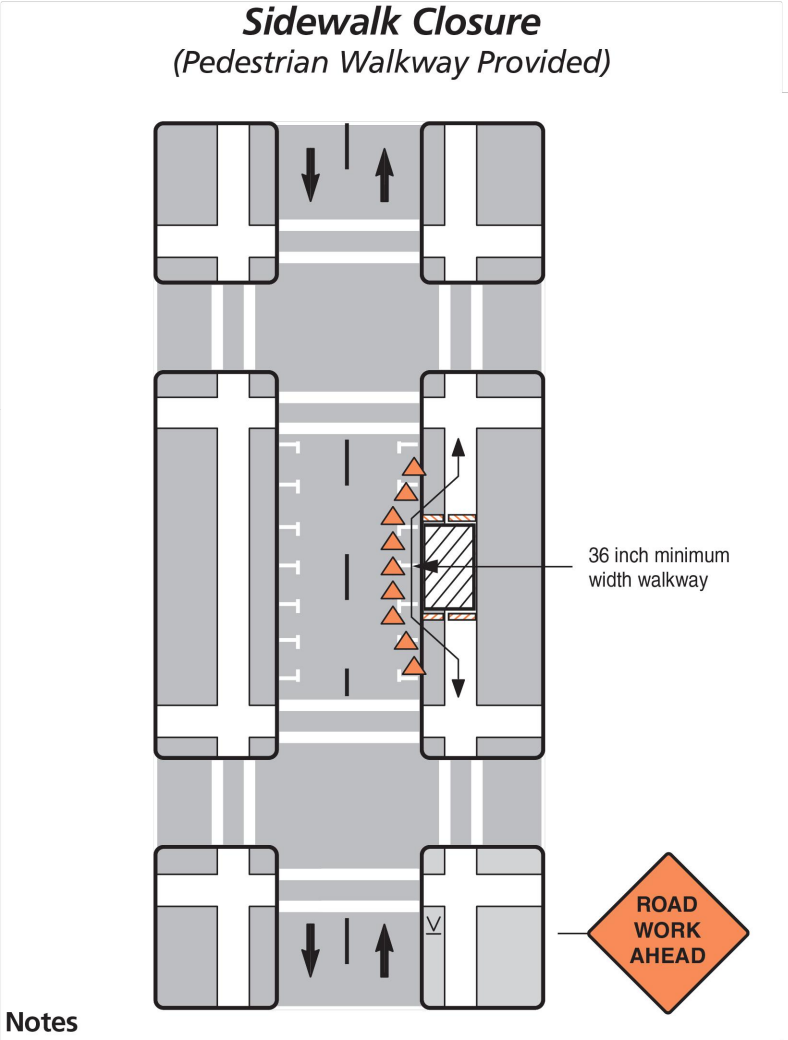 Sidewalk Closure
(Pedestrian Walkway Provided)
36 inch minimum
width walkway
ROAD
WORK
AHEAD
Notes